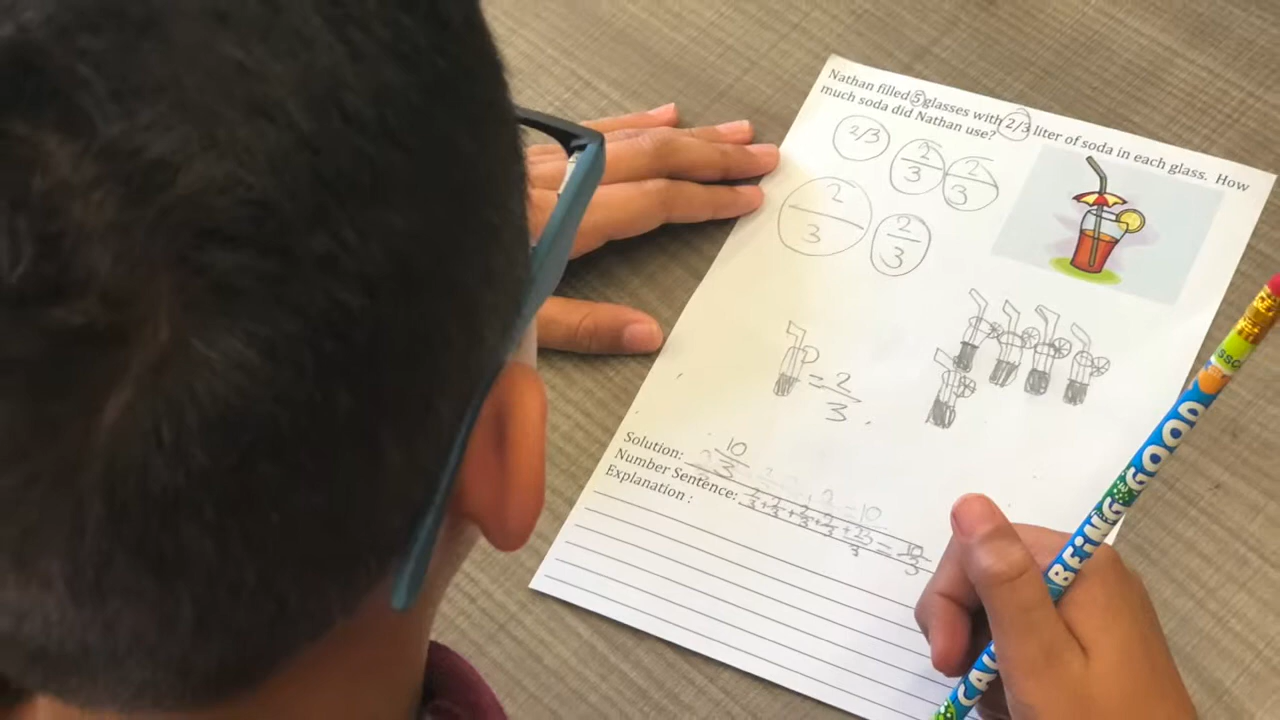 Nathan filled 5 glasses with 2/3 liter of soda in each glass. How
much soda did Nathan use?
2/3
2/3 2/3
2/3 2/3
= 2/3
Solution: 10/3
Number Sentence: 2/3 + 2/3 + 2/3 + 2/3 + 2/3 = 10/3
Explanation :
BEiNG GOOD
SSC